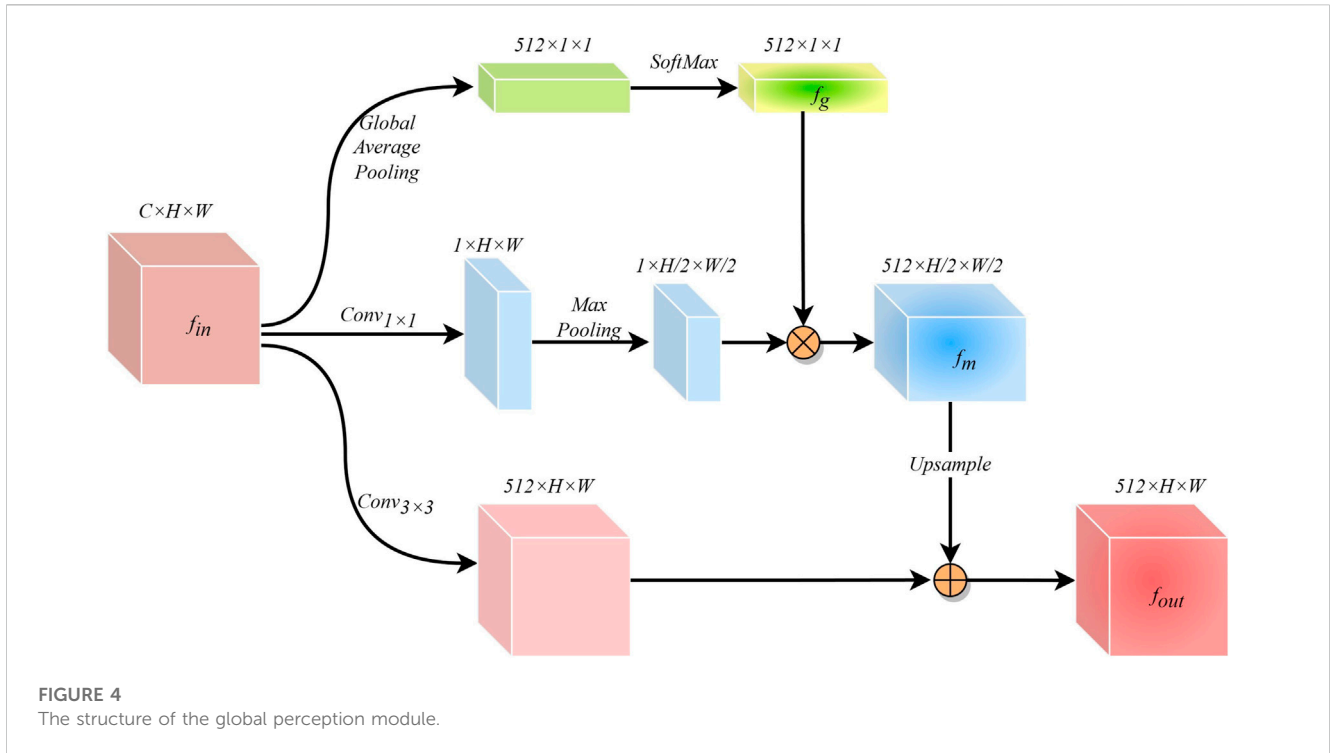 512×1×1
SoftMax
512×1×1
f_g
Global
Average
Pooling
C×H×W
f_in
Conv_1×1
1×H×W
Max
Pooling
1×H/2×W/2
512×H/2×W/2
f_m
Upsample
Conv_3×3
512×H×W
512×H×W
f_out
FIGURE 4
The structure of the global perception module.